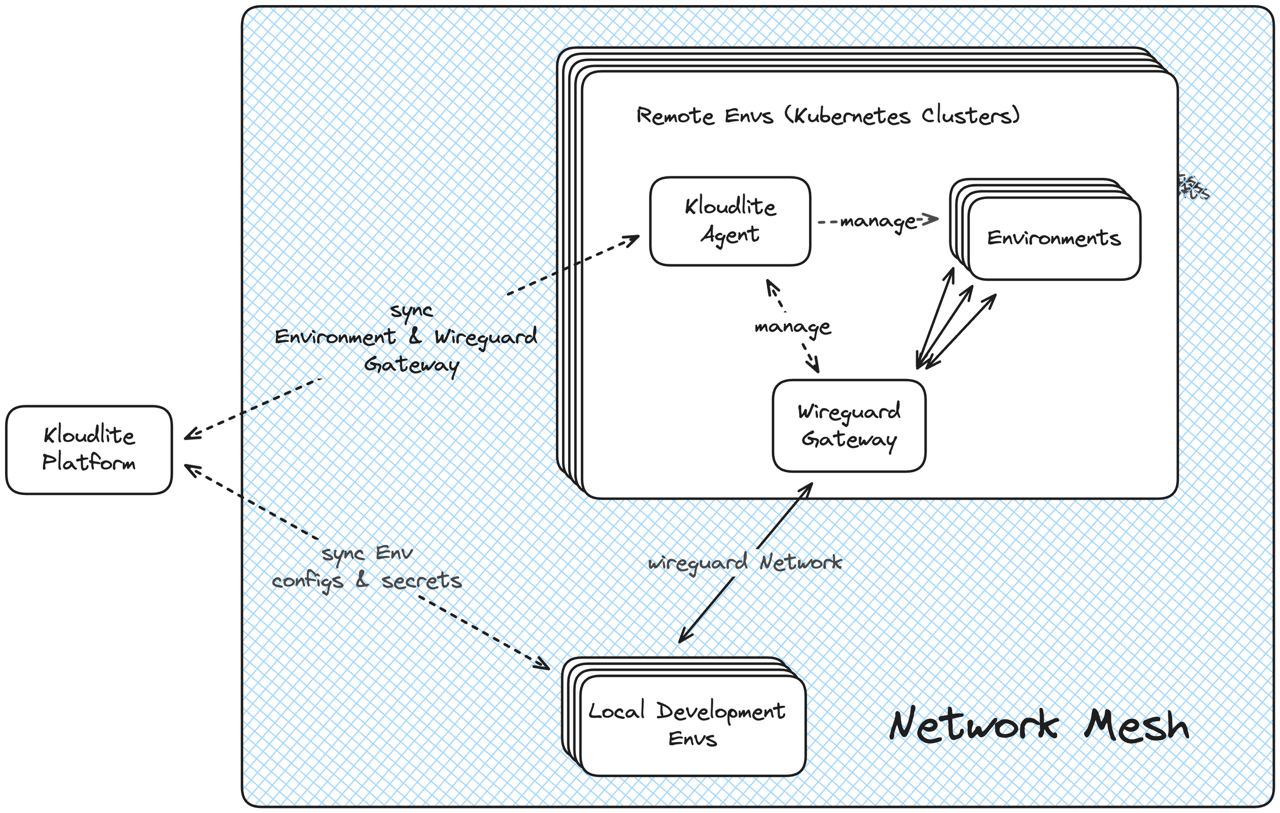 Remote Envs (Kubernetes Clusters)
Kloudlite
Agent
manage
Environments
sync
Environment & Wireguard
Gateway
manage
Wireguard
Gateway
Kloudlite
Platform
sync Env
configs & secrets
wireguard Network
Local Development
Envs
Network Mesh